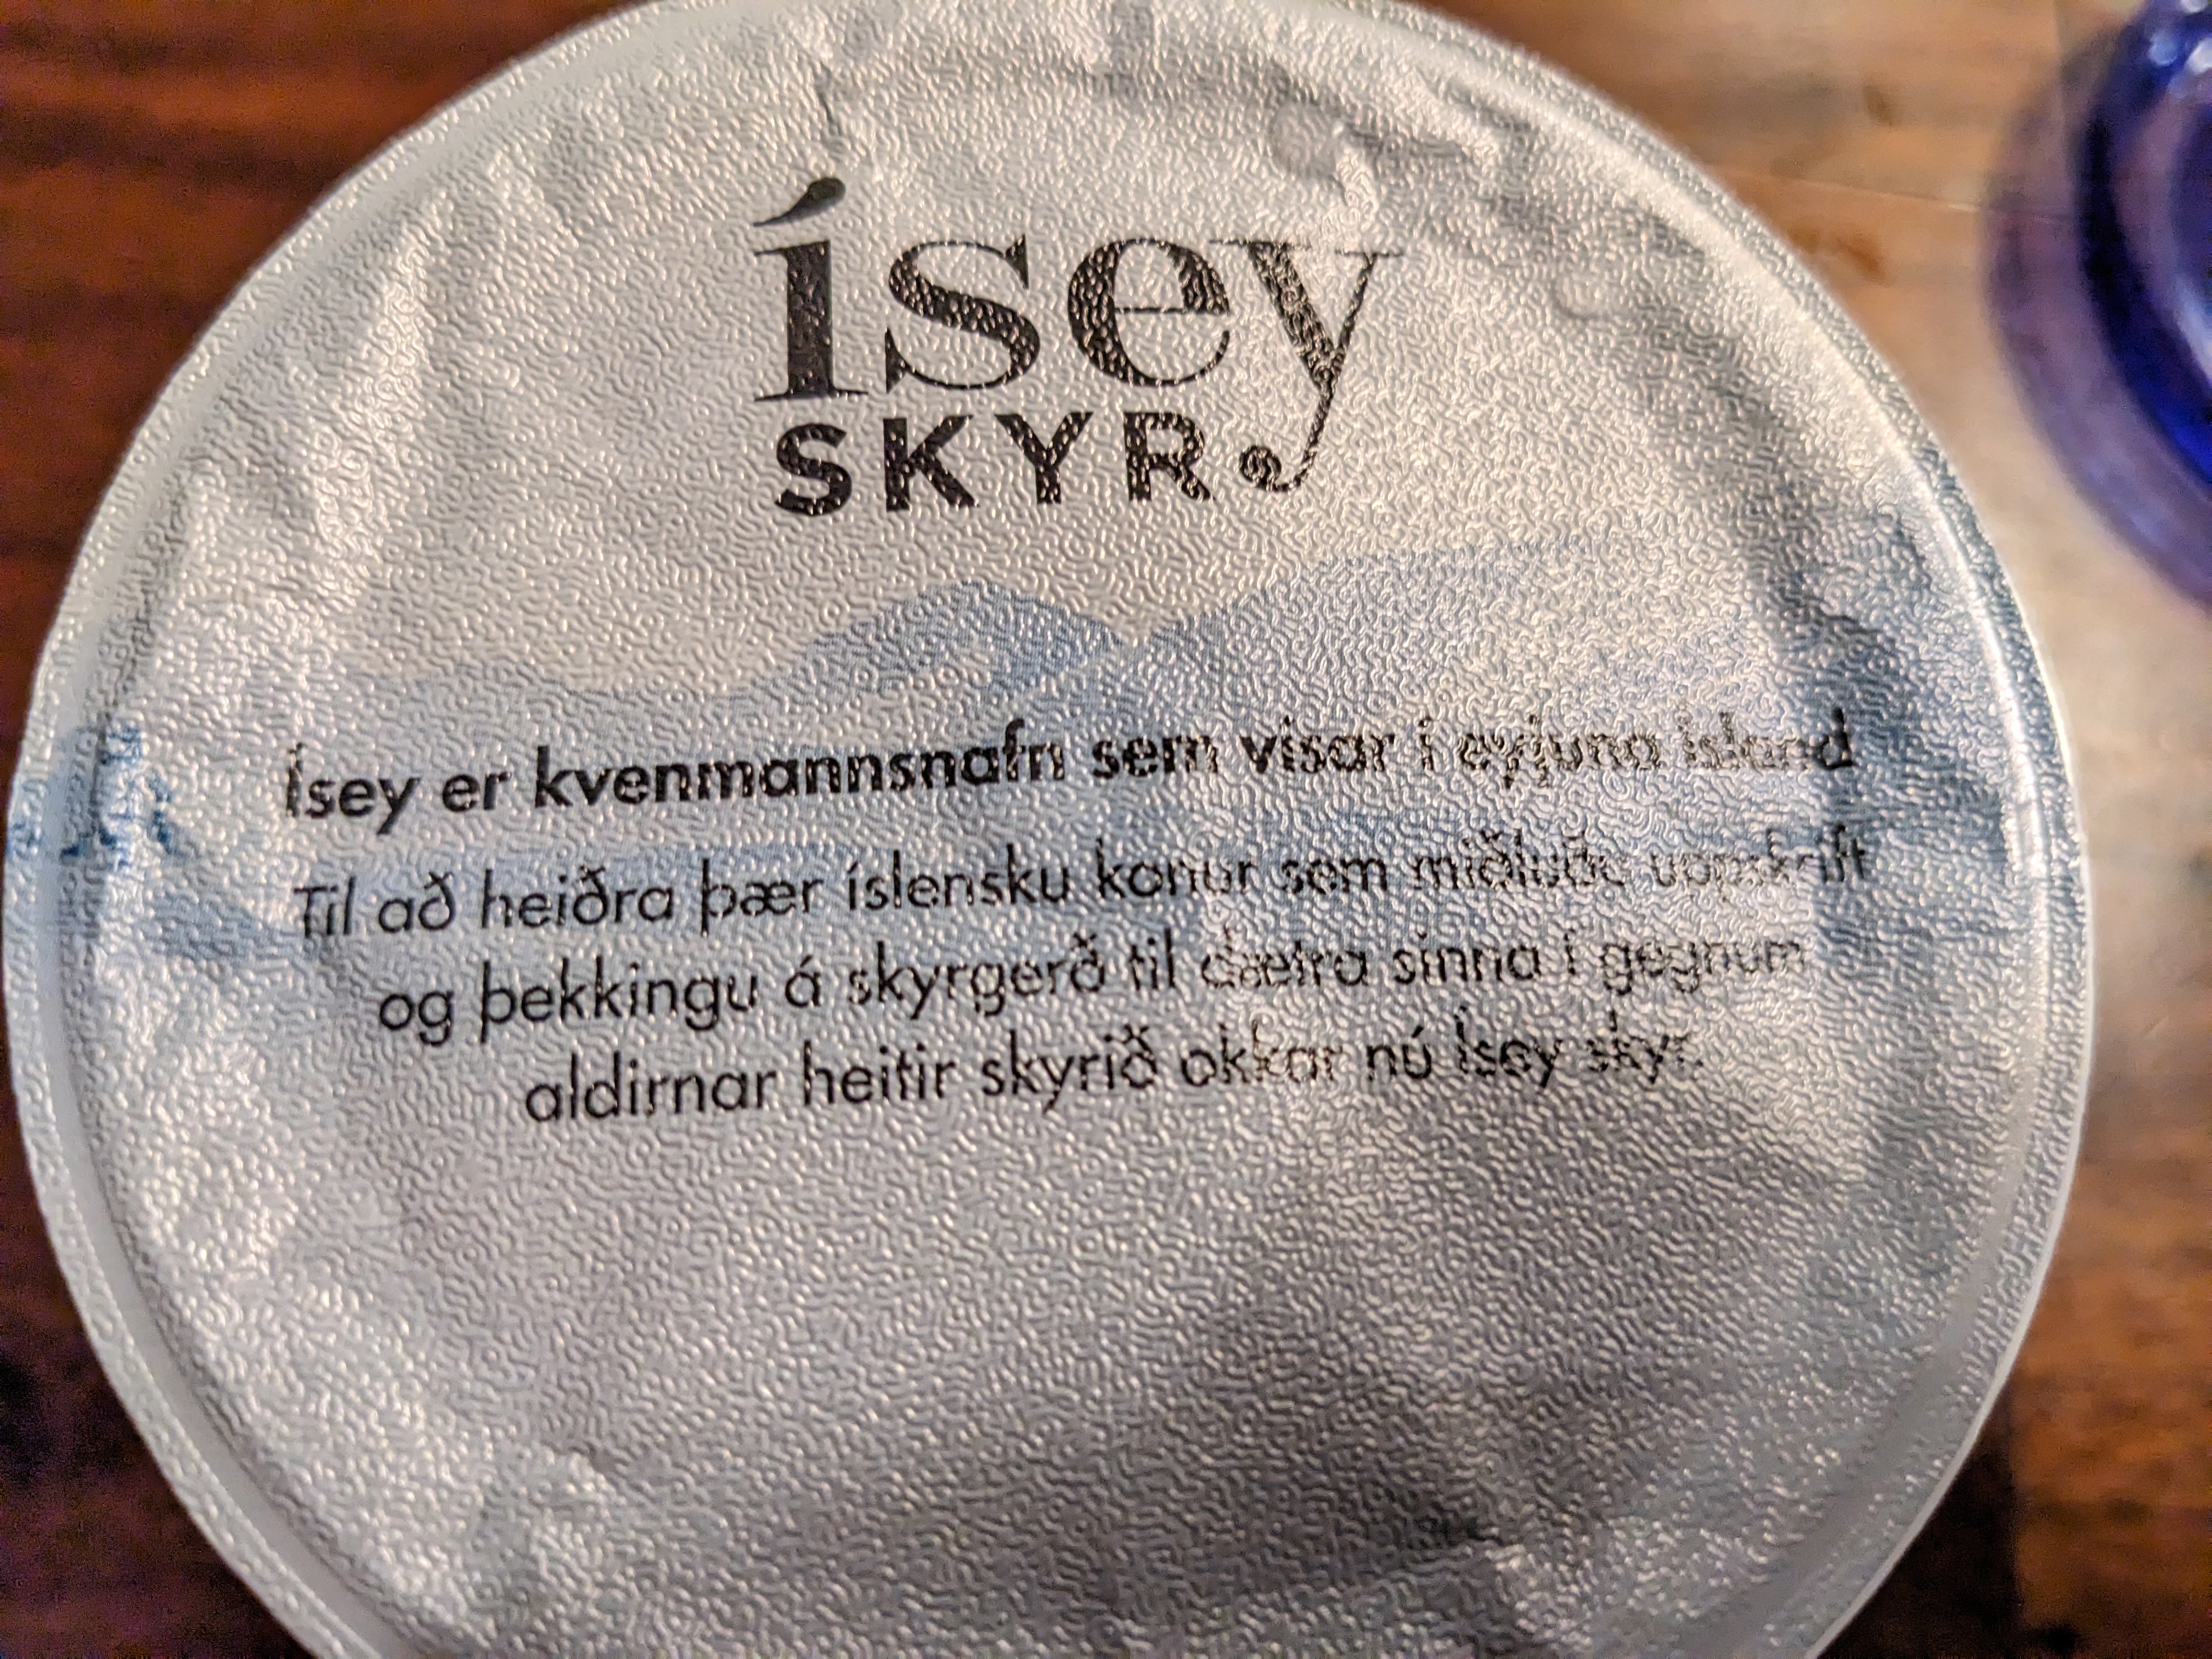 ísey
SKYR
Ísey er kvenmannsnafn sem vísar í eyjuna Ísland
Til að heiðra þær íslensku konur sem miðluðu uppskrift
og þekkingu á skyrgerð til dætra sinna í gegnum
aldirnar heitir skyrið okkar nú Ísey skyr.